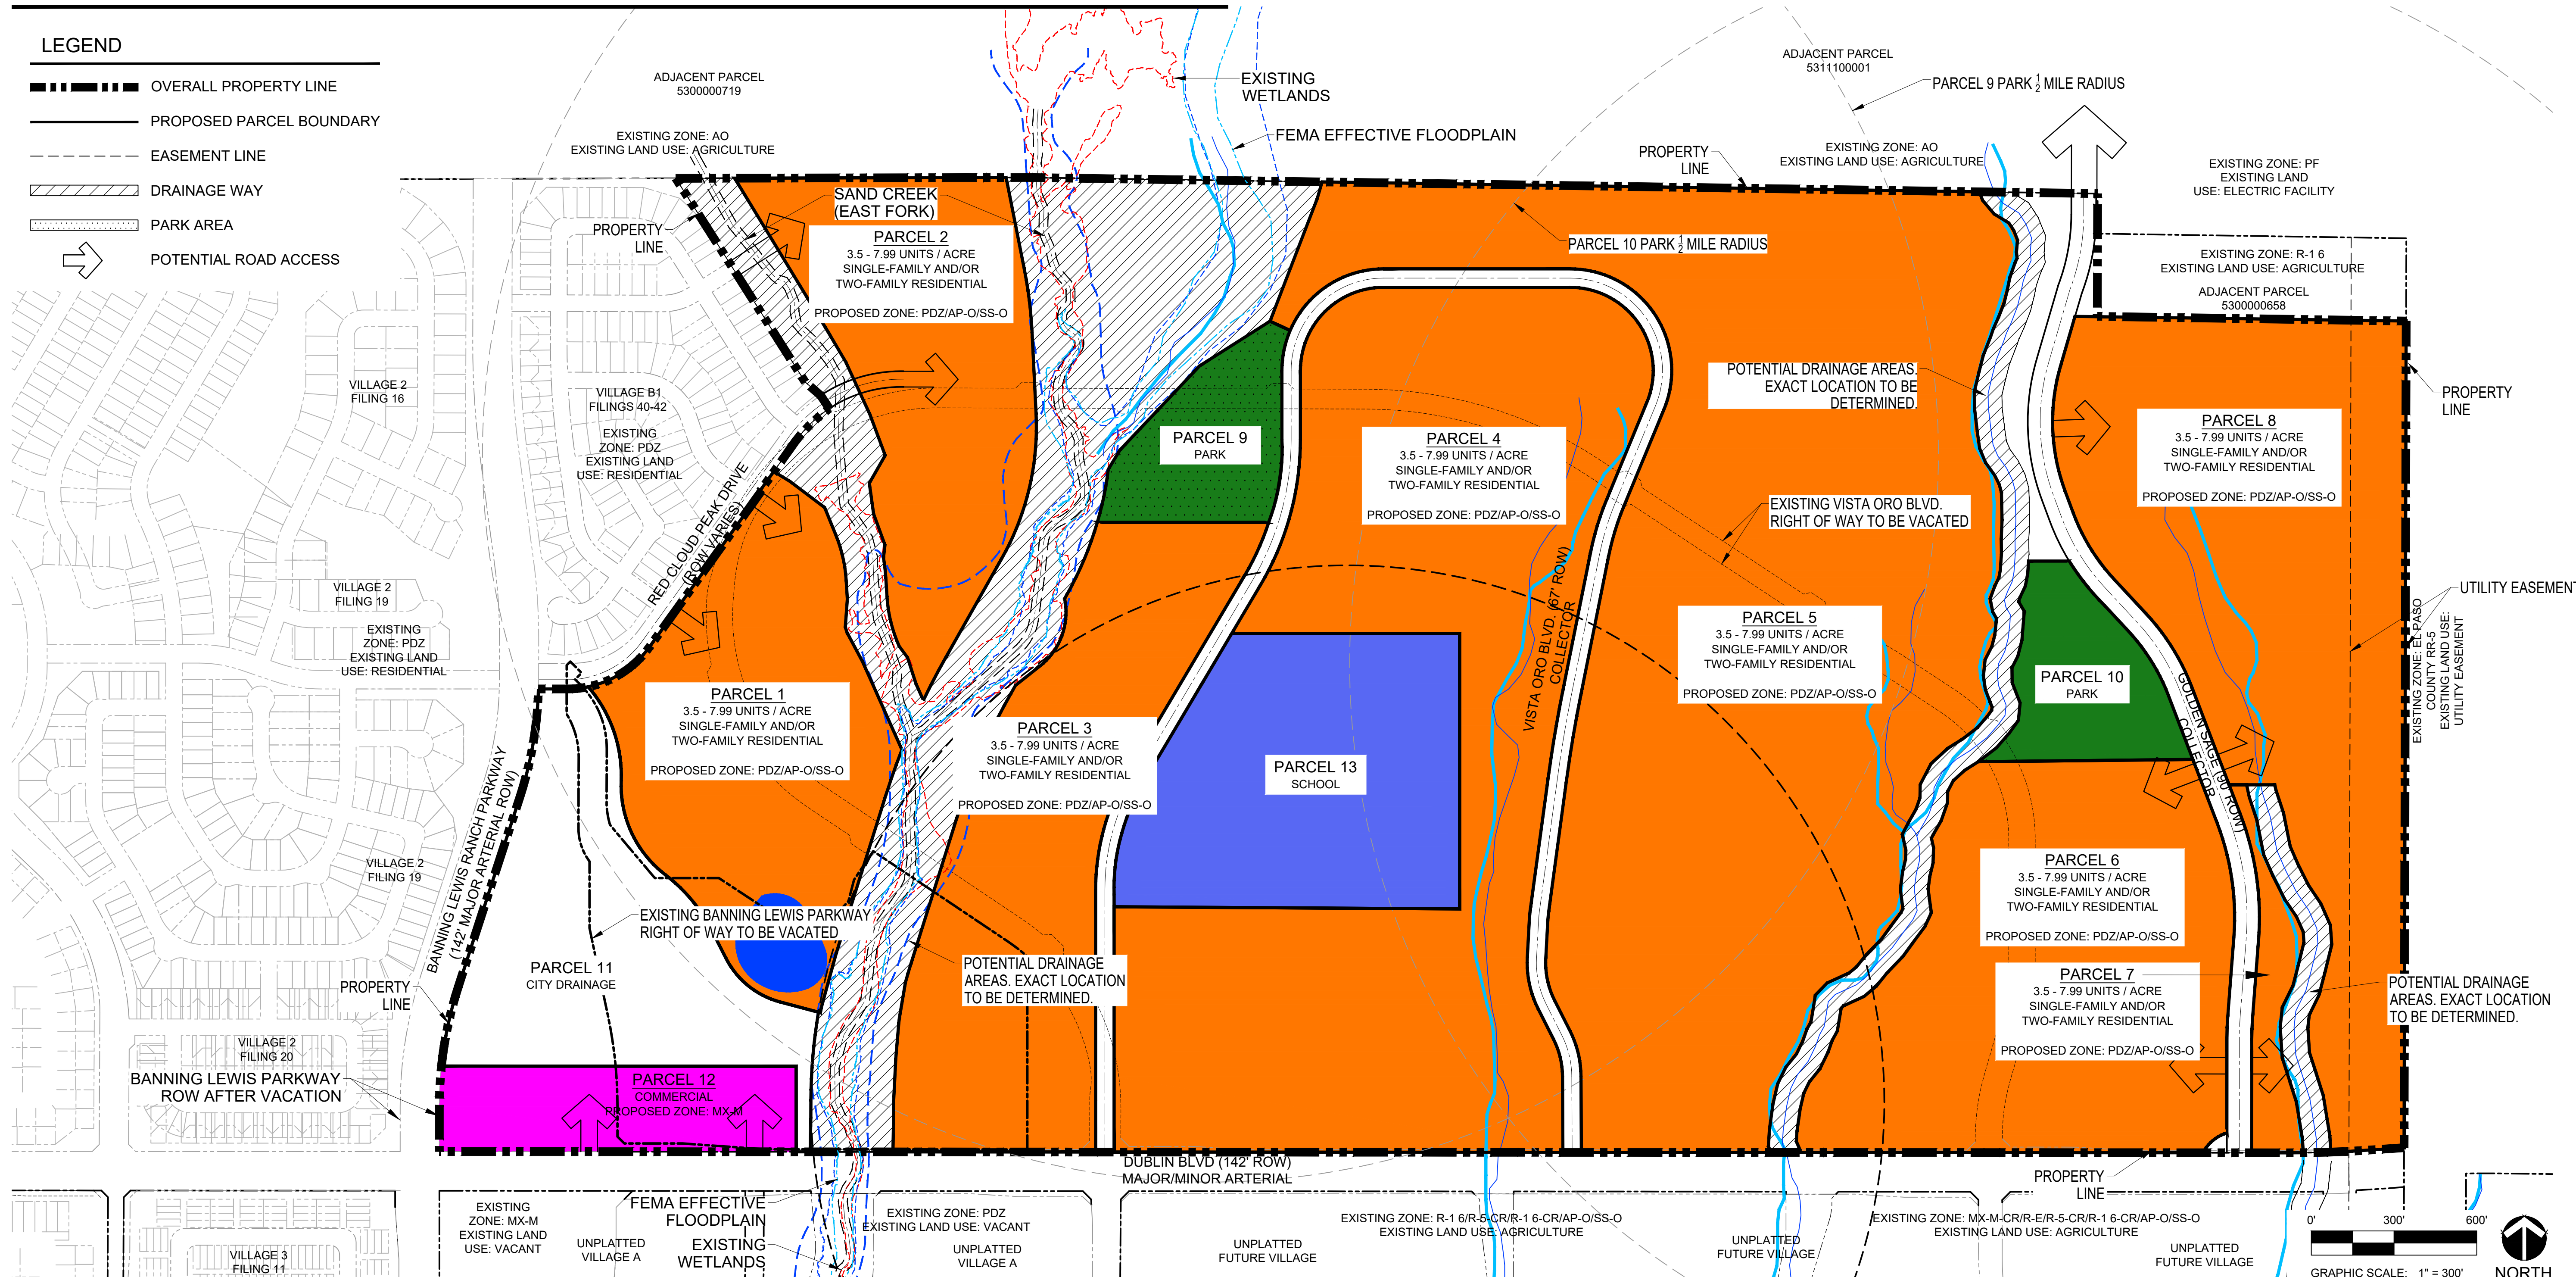 LEGEND
OVERALL PROPERTY LINE
PROPOSED PARCEL BOUNDARY
EASEMENT LINE
DRAINAGE WAY
PARK AREA
POTENTIAL ROAD ACCESS
ADJACENT PARCEL
5300000719
EXISTING ZONE: AO
EXISTING LAND USE: AGRICULTURE
EXISTING
WETLANDS
FEMA EFFECTIVE FLOODPLAIN
ADJACENT PARCEL
5311100001
PARCEL 9 PARK ½ MILE RADIUS
PROPERTY
LINE
EXISTING ZONE: AO
EXISTING LAND USE: AGRICULTURE
EXISTING ZONE: PF
EXISTING LAND
USE: ELECTRIC FACILITY
EXISTING ZONE: R-1 6
EXISTING LAND USE: AGRICULTURE
ADJACENT PARCEL
5300000658
PROPERTY
LINE
SAND CREEK
(EAST FORK)
PARCEL 2
3.5 - 7.99 UNITS / ACRE
SINGLE-FAMILY AND/OR
TWO-FAMILY RESIDENTIAL
PROPOSED ZONE: PDZ/AP-O/SS-O
PARCEL 10 PARK ½ MILE RADIUS
POTENTIAL DRAINAGE AREAS.
EXACT LOCATION TO BE
DETERMINED.
PROPERTY
LINE
VILLAGE 2
FILING 16
VILLAGE B1
FILINGS 40-42
EXISTING
ZONE: PDZ
EXISTING LAND
USE: RESIDENTIAL
RED CLOUD PEAK DRIVE
(ROW VARIES)
PARCEL 9
PARK
PARCEL 4
3.5 - 7.99 UNITS / ACRE
SINGLE-FAMILY AND/OR
TWO-FAMILY RESIDENTIAL
PROPOSED ZONE: PDZ/AP-O/SS-O
EXISTING VISTA ORO BLVD.
RIGHT OF WAY TO BE VACATED
PARCEL 8
3.5 - 7.99 UNITS / ACRE
SINGLE-FAMILY AND/OR
TWO-FAMILY RESIDENTIAL
PROPOSED ZONE: PDZ/AP-O/SS-O
UTILITY EASEMENT
EXISTING ZONE: EL PASO
COUNTY RR-5
EXISTING LAND USE:
UTILITY EASEMENT
VILLAGE 2
FILING 19
EXISTING
ZONE: PDZ
EXISTING LAND
USE: RESIDENTIAL
PARCEL 1
3.5 - 7.99 UNITS / ACRE
SINGLE-FAMILY AND/OR
TWO-FAMILY RESIDENTIAL
PROPOSED ZONE: PDZ/AP-O/SS-O
PARCEL 3
3.5 - 7.99 UNITS / ACRE
SINGLE-FAMILY AND/OR
TWO-FAMILY RESIDENTIAL
PROPOSED ZONE: PDZ/AP-O/SS-O
PARCEL 13
SCHOOL
VISTA ORO BLVD. (67' ROW)
COLLECTOR
PARCEL 5
3.5 - 7.99 UNITS / ACRE
SINGLE-FAMILY AND/OR
TWO-FAMILY RESIDENTIAL
PROPOSED ZONE: PDZ/AP-O/SS-O
PARCEL 10
PARK
GOLDEN SAGE (90' ROW)
COLLECTOR
BANNING LEWIS RANCH PARKWAY
(142' MAJOR ARTERIAL ROW)
VILLAGE 2
FILING 19
EXISTING BANNING LEWIS PARKWAY
RIGHT OF WAY TO BE VACATED
PARCEL 11
CITY DRAINAGE
PROPERTY
LINE
POTENTIAL DRAINAGE
AREAS. EXACT LOCATION
TO BE DETERMINED.
PARCEL 6
3.5 - 7.99 UNITS / ACRE
SINGLE-FAMILY AND/OR
TWO-FAMILY RESIDENTIAL
PROPOSED ZONE: PDZ/AP-O/SS-O
PARCEL 7
3.5 - 7.99 UNITS / ACRE
SINGLE-FAMILY AND/OR
TWO-FAMILY RESIDENTIAL
PROPOSED ZONE: PDZ/AP-O/SS-O
POTENTIAL DRAINAGE
AREAS. EXACT LOCATION
TO BE DETERMINED.
VILLAGE 2
FILING 20
BANNING LEWIS PARKWAY
ROW AFTER VACATION
PARCEL 12
COMMERCIAL
PROPOSED ZONE: MX-M
DUBLIN BLVD (142' ROW)
MAJOR/MINOR ARTERIAL
PROPERTY
LINE
EXISTING
ZONE: MX-M
EXISTING LAND
USE: VACANT
FEMA EFFECTIVE
FLOODPLAIN
EXISTING
WETLANDS
UNPLATTED
VILLAGE A
EXISTING ZONE: PDZ
EXISTING LAND USE: VACANT
UNPLATTED
VILLAGE A
EXISTING ZONE: R-1 6/R-5-CR/R-1 6-CR/AP-O/SS-O
EXISTING LAND USE: AGRICULTURE
UNPLATTED
FUTURE VILLAGE
EXISTING ZONE: MX-M-CR/R-E/R-5-CR/R-1 6-CR/AP-O/SS-O
EXISTING LAND USE: AGRICULTURE
UNPLATTED
FUTURE VILLAGE
UNPLATTED
FUTURE VILLAGE
VILLAGE 3
FILING 11
0' 300' 600'
GRAPHIC SCALE: 1" = 300'
NORTH